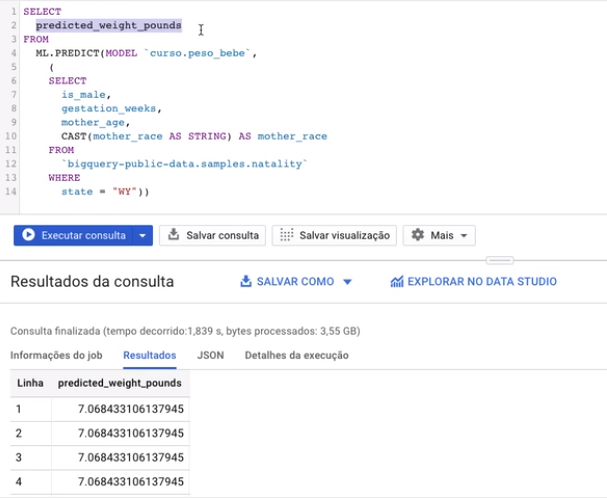 1 SELECT
2 predicted_weight_pounds
3 FROM
4 ML.PREDICT(MODEL `curso.peso_bebe`,
5 (
6 SELECT
7 is_male,
8 gestation_weeks,
9 mother_age,
10 CAST(mother_race AS STRING) AS mother_race
11 FROM
12 `bigquery-public-data.samples.natality`
13 WHERE
14 state = "WY"))
Executar consulta Salvar consulta Salvar visualização Mais
Resultados da consulta SALVAR COMO EXPLORAR NO DATA STUDIO
Consulta finalizada (tempo decorrido:1,839 s, bytes processados: 3,55 GB)
Informações do job Resultados JSON Detalhes da execução
Linha predicted_weight_pounds
1 7.068433106137945
2 7.068433106137945
3 7.068433106137945
4 7.068433106137945